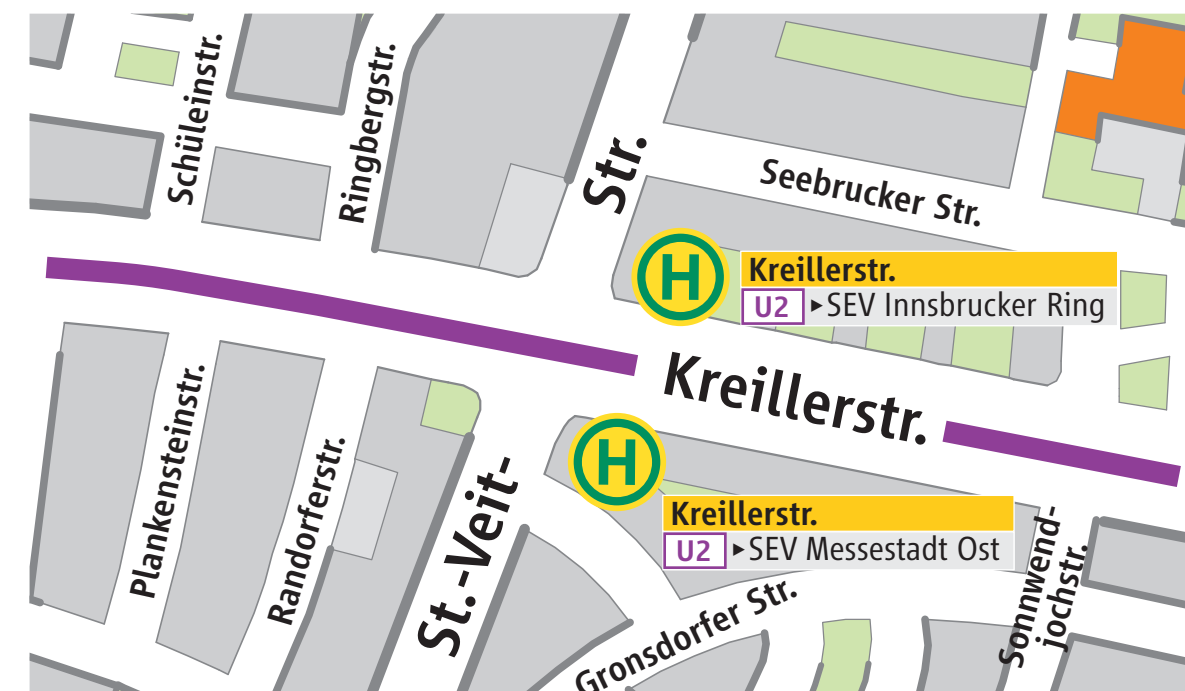 Schüleinstr.
Ringbergstr.
Str.
Seebrucker Str.
H
Kreillerstr.
U2 ▸SEV Innsbrucker Ring
Kreillerstr.
Plankensteinstr.
Randorferstr.
St.-Veit-
H
Kreillerstr.
U2 ▸SEV Messestadt Ost
Gronsdorfer Str.
Sonnwend-
jochstr.